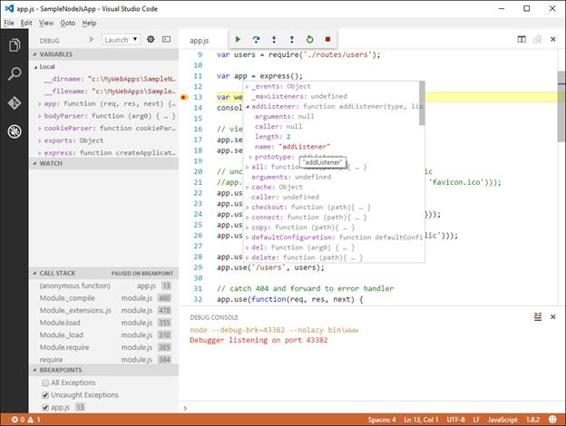 app.js - SampleNodeJsApp - Visual Studio Code
File Edit View Goto Help
DEBUG Launch
VARIABLES
Local
__dirname: "c:\MyWebApps\SampleN
__filename: "c:\MyWebApps\Sample
app: function (req, res, next) {…
bodyParser: function (arg0) { …
cookieParser: function cookiePar
exports: Object
express: function createApplicat
WATCH
CALL STACK PAUSED ON BREAKPOINT
(anonymous function) app.js 13
Module._compile module.js 460
Module._extensions.js module.js 478
Module.load module.js 355
Module._load module.js 310
Module.require module.js 365
require module.js 384
BREAKPOINTS
All Exceptions
Uncaught Exceptions
app.js 13
app.js
9 var users = require('./routes/users');
10
11 var app = express();
12
13 var we
14 consol
15
16 // vie
17 app.se
18 app.se
19
20 // unc
21 //app. 'favicon.ico')));
22 app.us
23 app.us
24 app.us }));
25 app.us
26 app.us lic')));
27
28 app.us
29 app.use('/users', users);
30
31 // catch 404 and forward to error handler
32 app.use(function(req, res, next) {
_events: Object
_maxListeners: undefined
addListener: function addListener(type, lis
arguments: null
caller: null
length: 2
name: "addListener"
prototype:
"addListener"
all: function (path){ … }
arguments: undefined
cache: Object
caller: undefined
checkout: function (path){ … }
connect: function (path){ … }
copy: function (path){ … }
defaultConfiguration: function defaultConfi
del: function (arg0) { … }
delete: function (path){ … }
DEBUG CONSOLE
node --debug-brk=43382 --nolazy bin\www
Debugger listening on port 43382
0 1 Spaces: 4 Ln 13, Col 1 UTF-8 LF JavaScript 1.8.2